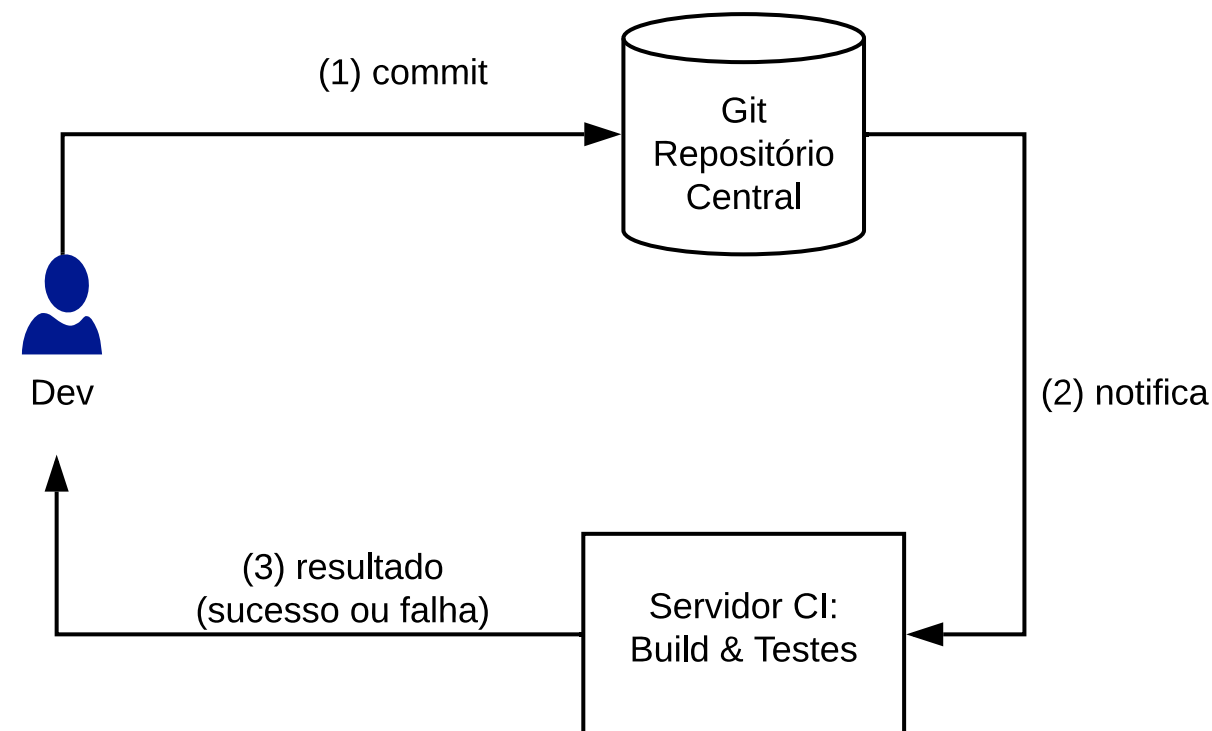 (1) commit
Git
Repositório
Central
Dev
(2) notifica
(3) resultado
(sucesso ou falha)
Servidor CI:
Build & Testes